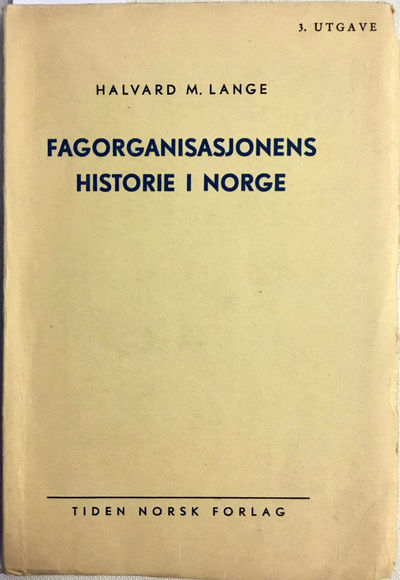 3. UTGAVE
HALVARD M. LANGE
FAGORGANISASJONENS
HISTORIE I NORGE
TIDEN NORSK FORLAG